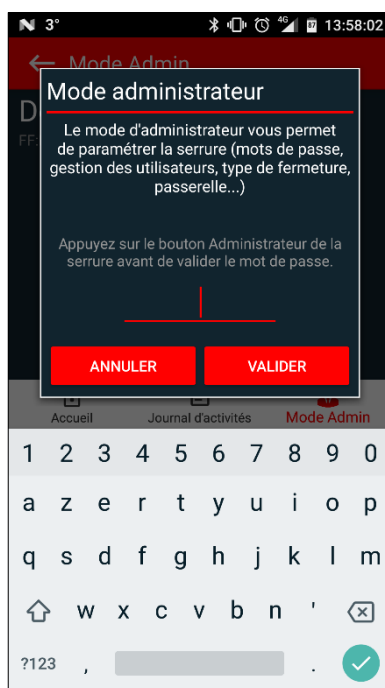 3° 4G 87 13:58:02
← Mode Admin
D
FF:
Mode administrateur
Le mode d'administrateur vous permet
de paramétrer la serrure (mots de passe,
gestion des utilisateurs, type de fermeture,
passerelle...)
Appuyez sur le bouton Administrateur de la
serrure avant de valider le mot de passe.
ANNULER VALIDER
Accueil Journal d'activités Mode Admin
1 2 3 4 5 6 7 8 9 0
a z e r t y u i o p
q s d f g h j k l m
w x c v b n '
?123 , .